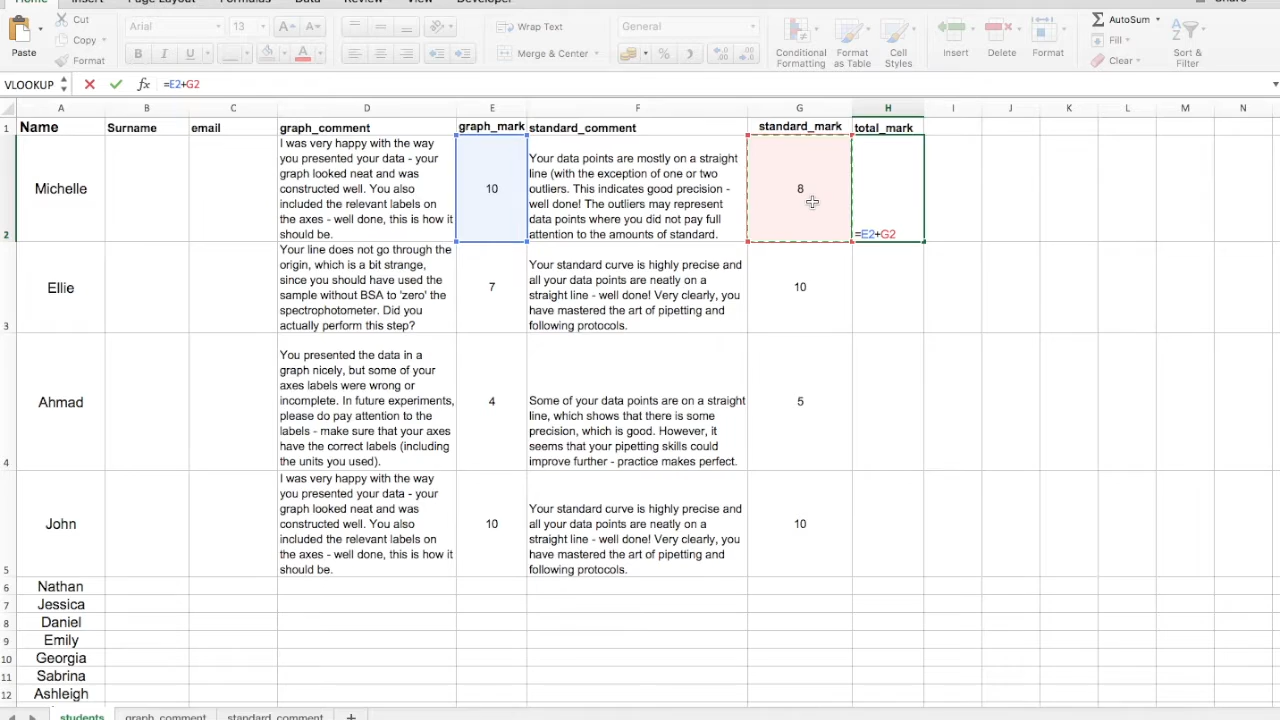 Home Insert Page Layout Formulas Data Review View Developer Share
Cut
Copy
Format
Paste
Arial 13
A A
B I U A
Wrap Text
Merge & Center
General
%
Conditional Formatting
Format as Table
Cell Styles
Insert
Delete
Format
AutoSum
Fill
Clear
Sort & Filter
VLOOKUP fx =E2+G2
A B C D E F G H I J K L M N
1 Name Surname email graph_comment graph_mark standard_comment standard_mark total_mark
2 Michelle
I was very happy with the way
you presented your data - your
graph looked neat and was
constructed well. You also
included the relevant labels on
the axes - well done, this is how it
should be.
10
Your data points are mostly on a straight
line (with the exception of one or two
outliers. This indicates good precision -
well done! The outliers may represent
data points where you did not pay full
attention to the amounts of standard.
8
=E2+G2
3 Ellie
Your line does not go through the
origin, which is a bit strange,
since you should have used the
sample without BSA to 'zero' the
spectrophotometer. Did you
actually perform this step?
7
Your standard curve is highly precise and
all your data points are neatly on a
straight line - well done! Very clearly, you
have mastered the art of pipetting and
following protocols.
10
4 Ahmad
You presented the data in a
graph nicely, but some of your
axes labels were wrong or
incomplete. In future experiments,
please do pay attention to the
labels - make sure that your axes
have the correct labels (including
the units you used).
4
Some of your data points are on a straight
line, which shows that there is some
precision, which is good. However, it
seems that your pipetting skills could
improve further - practice makes perfect.
5
5 John
I was very happy with the way
you presented your data - your
graph looked neat and was
constructed well. You also
included the relevant labels on
the axes - well done, this is how it
should be.
10
Your standard curve is highly precise and
all your data points are neatly on a
straight line - well done! Very clearly, you
have mastered the art of pipetting and
following protocols.
10
6 Nathan
7 Jessica
8 Daniel
9 Emily
10 Georgia
11 Sabrina
12 Ashleigh
students graph_comment standard_comment +